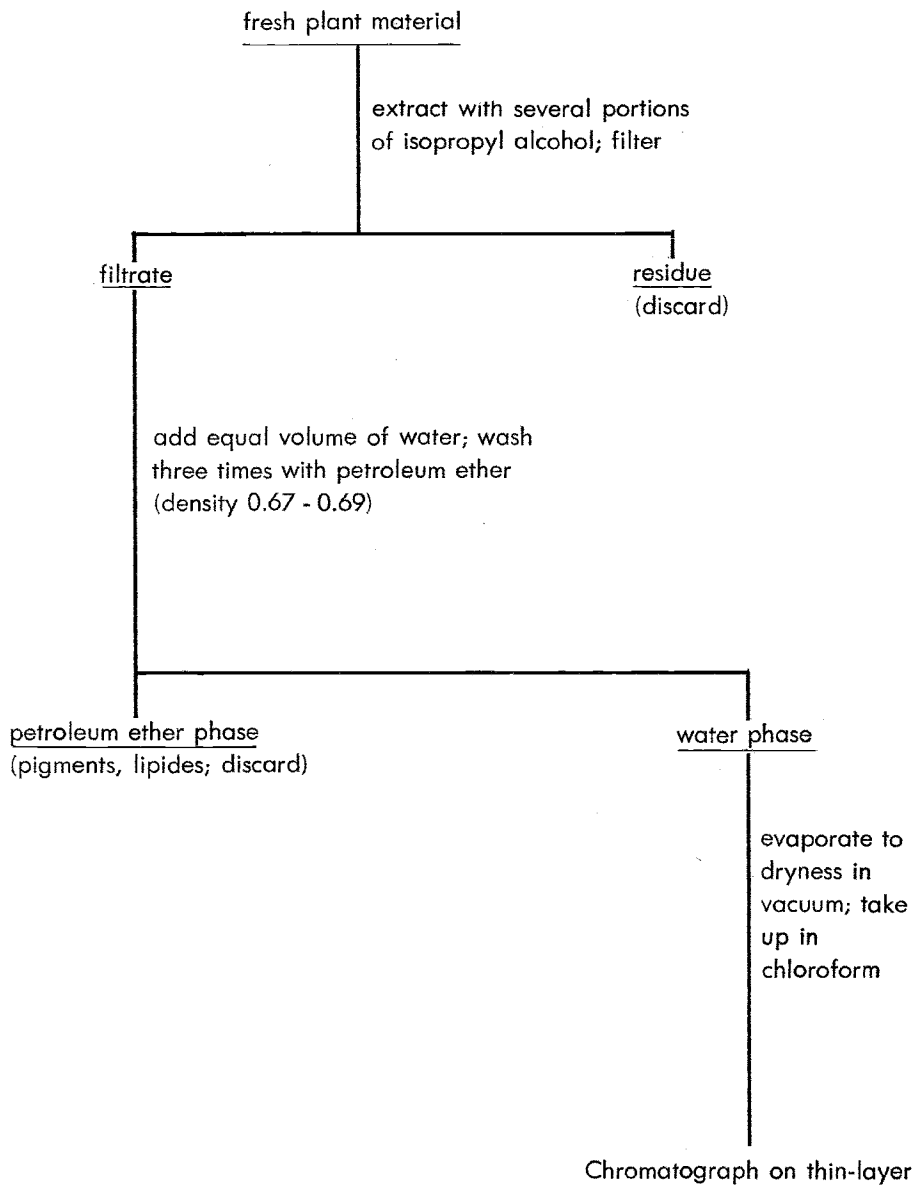 fresh plant material
extract with several portions
of isopropyl alcohol; filter
filtrate
residue
(discard)
add equal volume of water; wash
three times with petroleum ether
(density 0.67 - 0.69)
petroleum ether phase
(pigments, lipides; discard)
water phase
evaporate to
dryness in
vacuum; take
up in
chloroform
Chromatograph on thin-layer